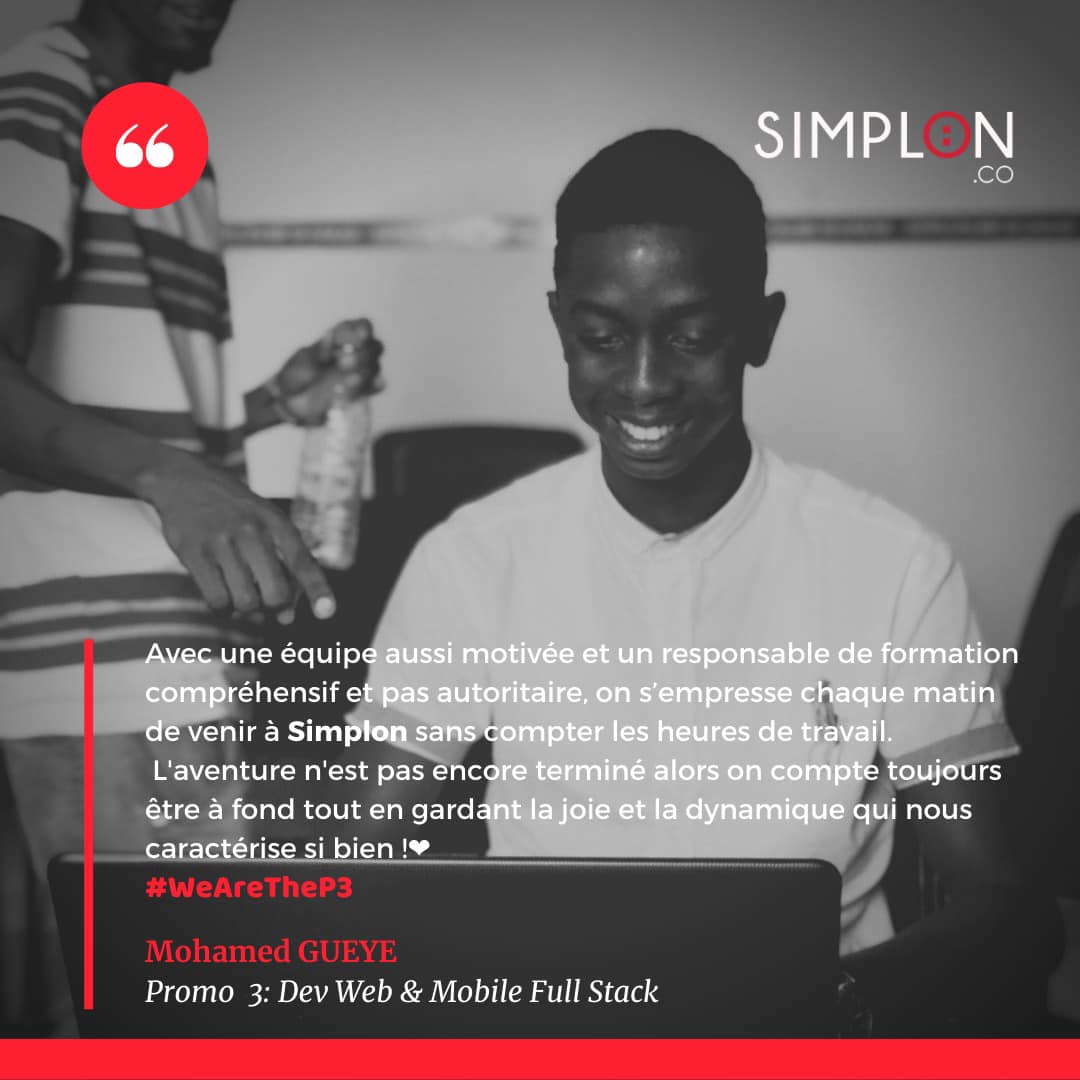 SIMPLON
.CO
Avec une équipe aussi motivée et un responsable de formation
compréhensif et pas autoritaire, on s’empresse chaque matin
de venir à Simplon sans compter les heures de travail.
L'aventure n'est pas encore terminé alors on compte toujours
être à fond tout en gardant la joie et la dynamique qui nous
caractérise si bien !❤
#WeAreTheP3
Mohamed GUEYE
Promo 3: Dev Web & Mobile Full Stack